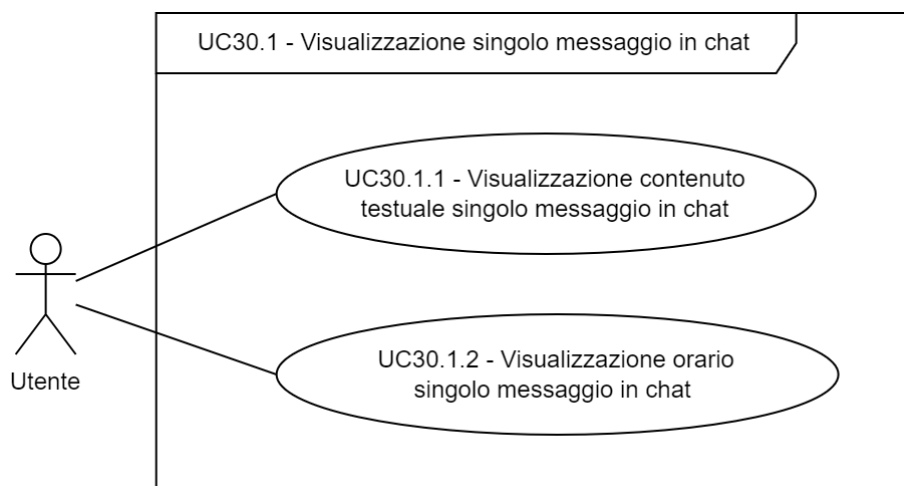 UC30.1 - Visualizzazione singolo messaggio in chat
UC30.1.1 - Visualizzazione contenuto
testuale singolo messaggio in chat
UC30.1.2 - Visualizzazione orario
singolo messaggio in chat
Utente